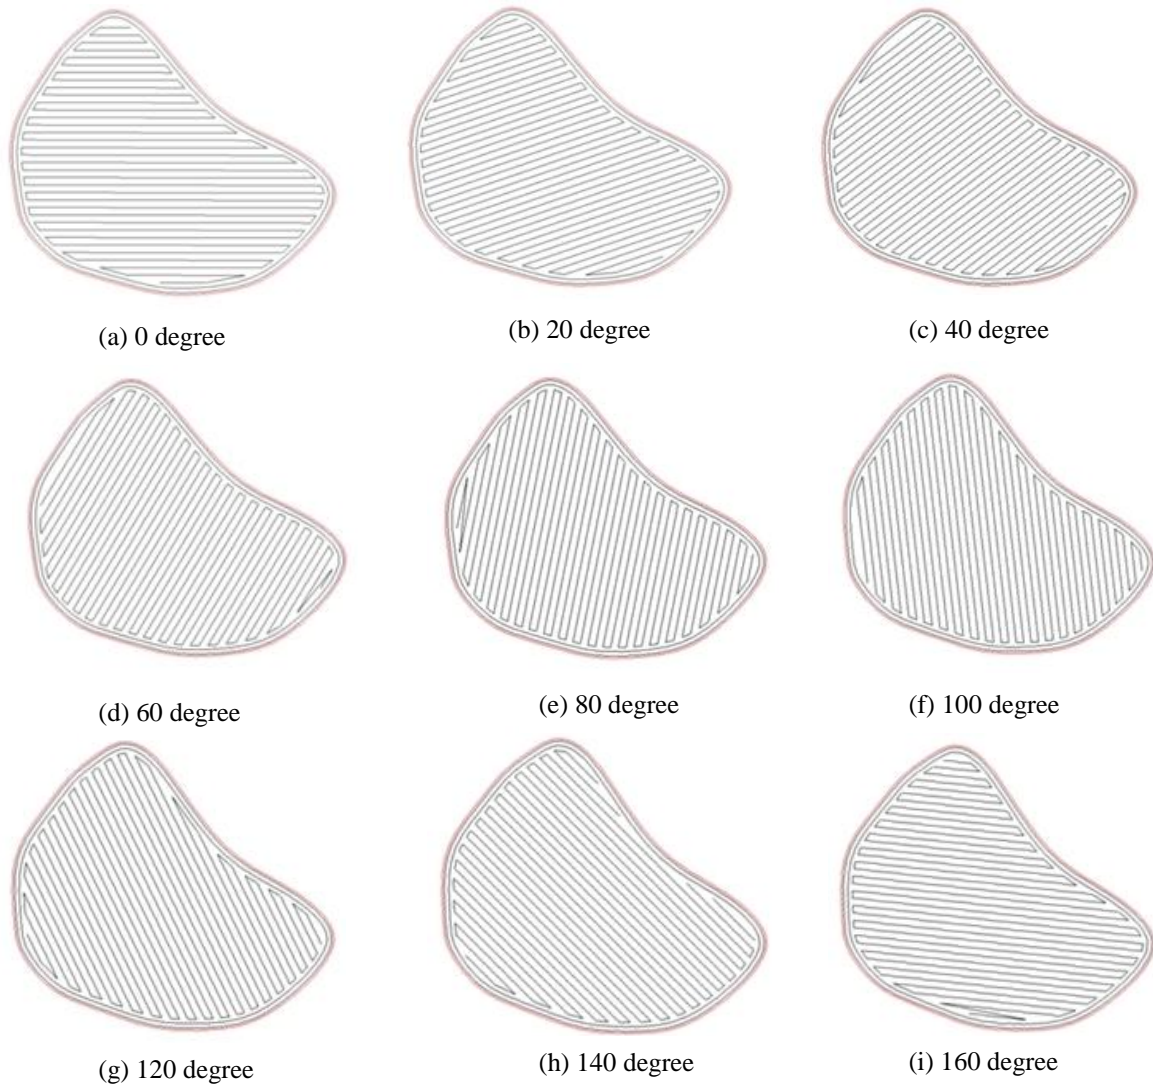 (a) 0 degree
(b) 20 degree
(c) 40 degree
(d) 60 degree
(e) 80 degree
(f) 100 degree
(g) 120 degree
(h) 140 degree
(i) 160 degree